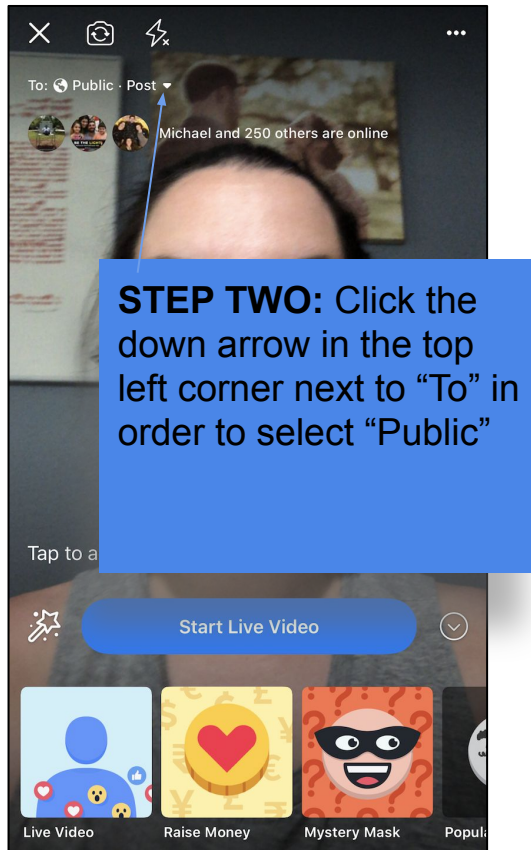 To: Public · Post
Michael and 250 others are online
STEP TWO: Click the
down arrow in the top
left corner next to “To” in
order to select “Public”
Tap to a
Start Live Video
Live Video
Raise Money
Mystery Mask
Popula